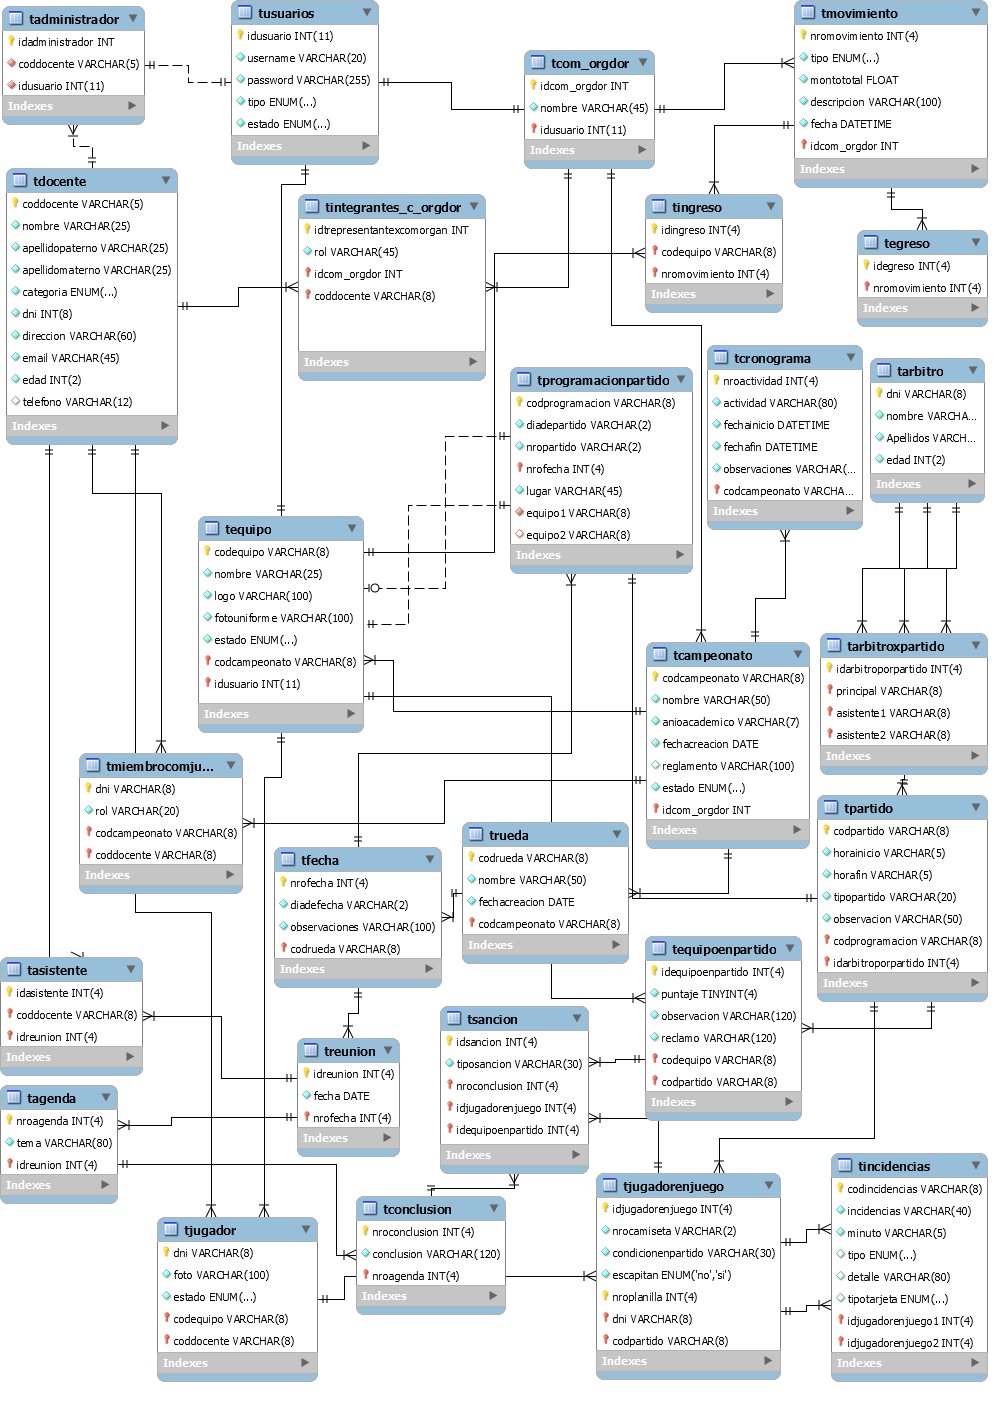 tadministrador
idadministrador INT
coddocente VARCHAR(5)
idusuario INT(11)
Indexes
tusuarios
idusuario INT(11)
username VARCHAR(20)
password VARCHAR(255)
tipo ENUM(...)
estado ENUM(...)
Indexes
tcom_orgdor
idcom_orgdor INT
nombre VARCHAR(45)
idusuario INT(11)
Indexes
tmovimiento
nromovimiento INT(4)
tipo ENUM(...)
montototal FLOAT
descripcion VARCHAR(100)
fecha DATETIME
idcom_orgdor INT
Indexes
tdocente
coddocente VARCHAR(5)
nombre VARCHAR(25)
apellidopaterno VARCHAR(25)
apellidomaterno VARCHAR(25)
categoria ENUM(...)
dni INT(8)
direccion VARCHAR(60)
email VARCHAR(45)
edad INT(2)
telefono VARCHAR(12)
Indexes
tintegrantes_c_orgdor
idtrepresentantexcomorgan INT
rol VARCHAR(45)
idcom_orgdor INT
coddocente VARCHAR(8)
Indexes
tingreso
idingreso INT(4)
codequipo VARCHAR(8)
nromovimiento INT(4)
Indexes
tegreso
idegreso INT(4)
nromovimiento INT(4)
Indexes
tprogramacionpartido
codprogramacion VARCHAR(8)
diadepartido VARCHAR(2)
nropartido VARCHAR(2)
nrofecha INT(4)
lugar VARCHAR(45)
equipo1 VARCHAR(8)
equipo2 VARCHAR(8)
Indexes
tcronograma
nroactividad INT(4)
actividad VARCHAR(80)
fechainicio DATETIME
fechafin DATETIME
observaciones VARCHAR(...
codcampeonato VARCHA...
Indexes
tarbitro
dni VARCHAR(8)
nombre VARCHA...
Apellidos VARCH...
edad INT(2)
Indexes
tequipo
codequipo VARCHAR(8)
nombre VARCHAR(25)
logo VARCHAR(100)
fotouniforme VARCHAR(100)
estado ENUM(...)
codcampeonato VARCHAR(8)
idusuario INT(11)
Indexes
tcampeonato
codcampeonato VARCHAR(8)
nombre VARCHAR(50)
anioacademico VARCHAR(7)
fechacreacion DATE
reglamento VARCHAR(100)
estado ENUM(...)
idcom_orgdor INT
Indexes
tarbitroxpartido
idarbitroporpartido INT(4)
principal VARCHAR(8)
asistente1 VARCHAR(8)
asistente2 VARCHAR(8)
Indexes
tmiembrocomju...
dni VARCHAR(8)
rol VARCHAR(20)
codcampeonato VARCHAR(8)
coddocente VARCHAR(8)
Indexes
tfecha
nrofecha INT(4)
diadefecha VARCHAR(2)
observaciones VARCHAR(100)
codrueda VARCHAR(8)
Indexes
trueda
codrueda VARCHAR(8)
nombre VARCHAR(50)
fechacreacion DATE
codcampeonato VARCHAR(8)
Indexes
tpartido
codpartido VARCHAR(8)
horainicio VARCHAR(5)
horafin VARCHAR(5)
tipopartido VARCHAR(20)
observacion VARCHAR(50)
codprogramacion VARCHAR(8)
idarbitroporpartido INT(4)
Indexes
tasistente
idasistente INT(4)
coddocente VARCHAR(8)
idreunion INT(4)
Indexes
tequipoenpartido
idequipoenpartido INT(4)
puntaje TINYINT(4)
observacion VARCHAR(120)
reclamo VARCHAR(120)
codequipo VARCHAR(8)
codpartido VARCHAR(8)
Indexes
tsancion
idsancion INT(4)
tiposancion VARCHAR(30)
nroconclusion INT(4)
idjugadorenjuego INT(4)
idequipoenpartido INT(4)
Indexes
treunion
idreunion INT(4)
fecha DATE
nrofecha INT(4)
Indexes
tagenda
nroagenda INT(4)
tema VARCHAR(80)
idreunion INT(4)
Indexes
tjugador
dni VARCHAR(8)
foto VARCHAR(100)
estado ENUM(...)
codequipo VARCHAR(8)
coddocente VARCHAR(8)
Indexes
tconclusion
nroconclusion INT(4)
conclusion VARCHAR(120)
nroagenda INT(4)
Indexes
tjugadorenjuego
idjugadorenjuego INT(4)
nrocamiseta VARCHAR(2)
condicionenpartido VARCHAR(30)
escapitan ENUM('no','si')
nroplanilla INT(4)
dni VARCHAR(8)
codpartido VARCHAR(8)
Indexes
tincidencias
codincidencias VARCHAR(8)
incidencias VARCHAR(40)
minuto VARCHAR(5)
tipo ENUM(...)
detalle VARCHAR(80)
tipotarjeta ENUM(...)
idjugadorenjuego1 INT(4)
idjugadorenjuego2 INT(4)
Indexes